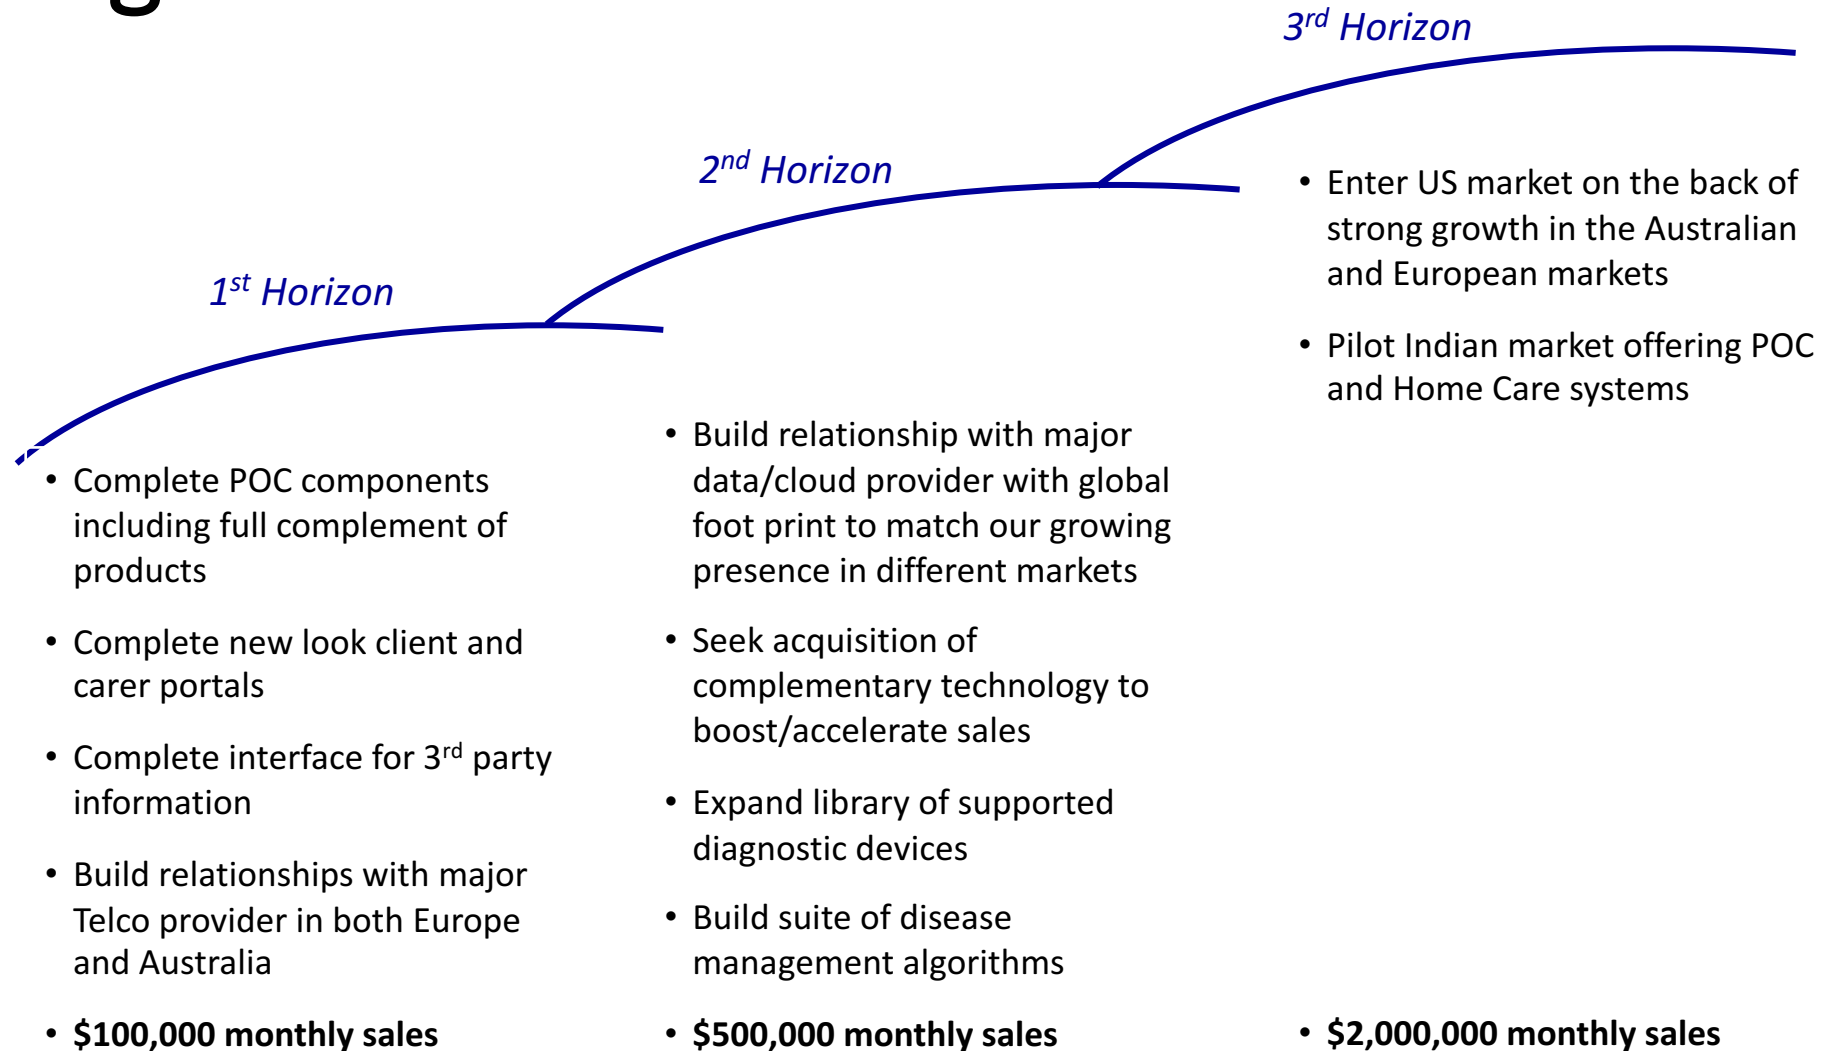 3rd Horizon
2nd Horizon
1st Horizon
• Complete POC components
including full complement of
products
• Complete new look client and
carer portals
• Complete interface for 3rd party
information
• Build relationships with major
Telco provider in both Europe
and Australia
• $100,000 monthly sales
• Build relationship with major
data/cloud provider with global
foot print to match our growing
presence in different markets
• Seek acquisition of
complementary technology to
boost/accelerate sales
• Expand library of supported
diagnostic devices
• Build suite of disease
management algorithms
• $500,000 monthly sales
• Enter US market on the back of
strong growth in the Australian
and European markets
• Pilot Indian market offering POC
and Home Care systems
• $2,000,000 monthly sales